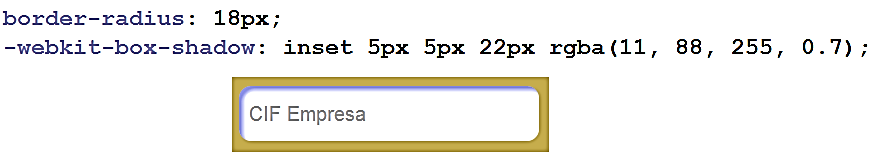 border-radius: 18px;
-webkit-box-shadow: inset 5px 5px 22px rgba(11, 88, 255, 0.7);
CIF Empresa